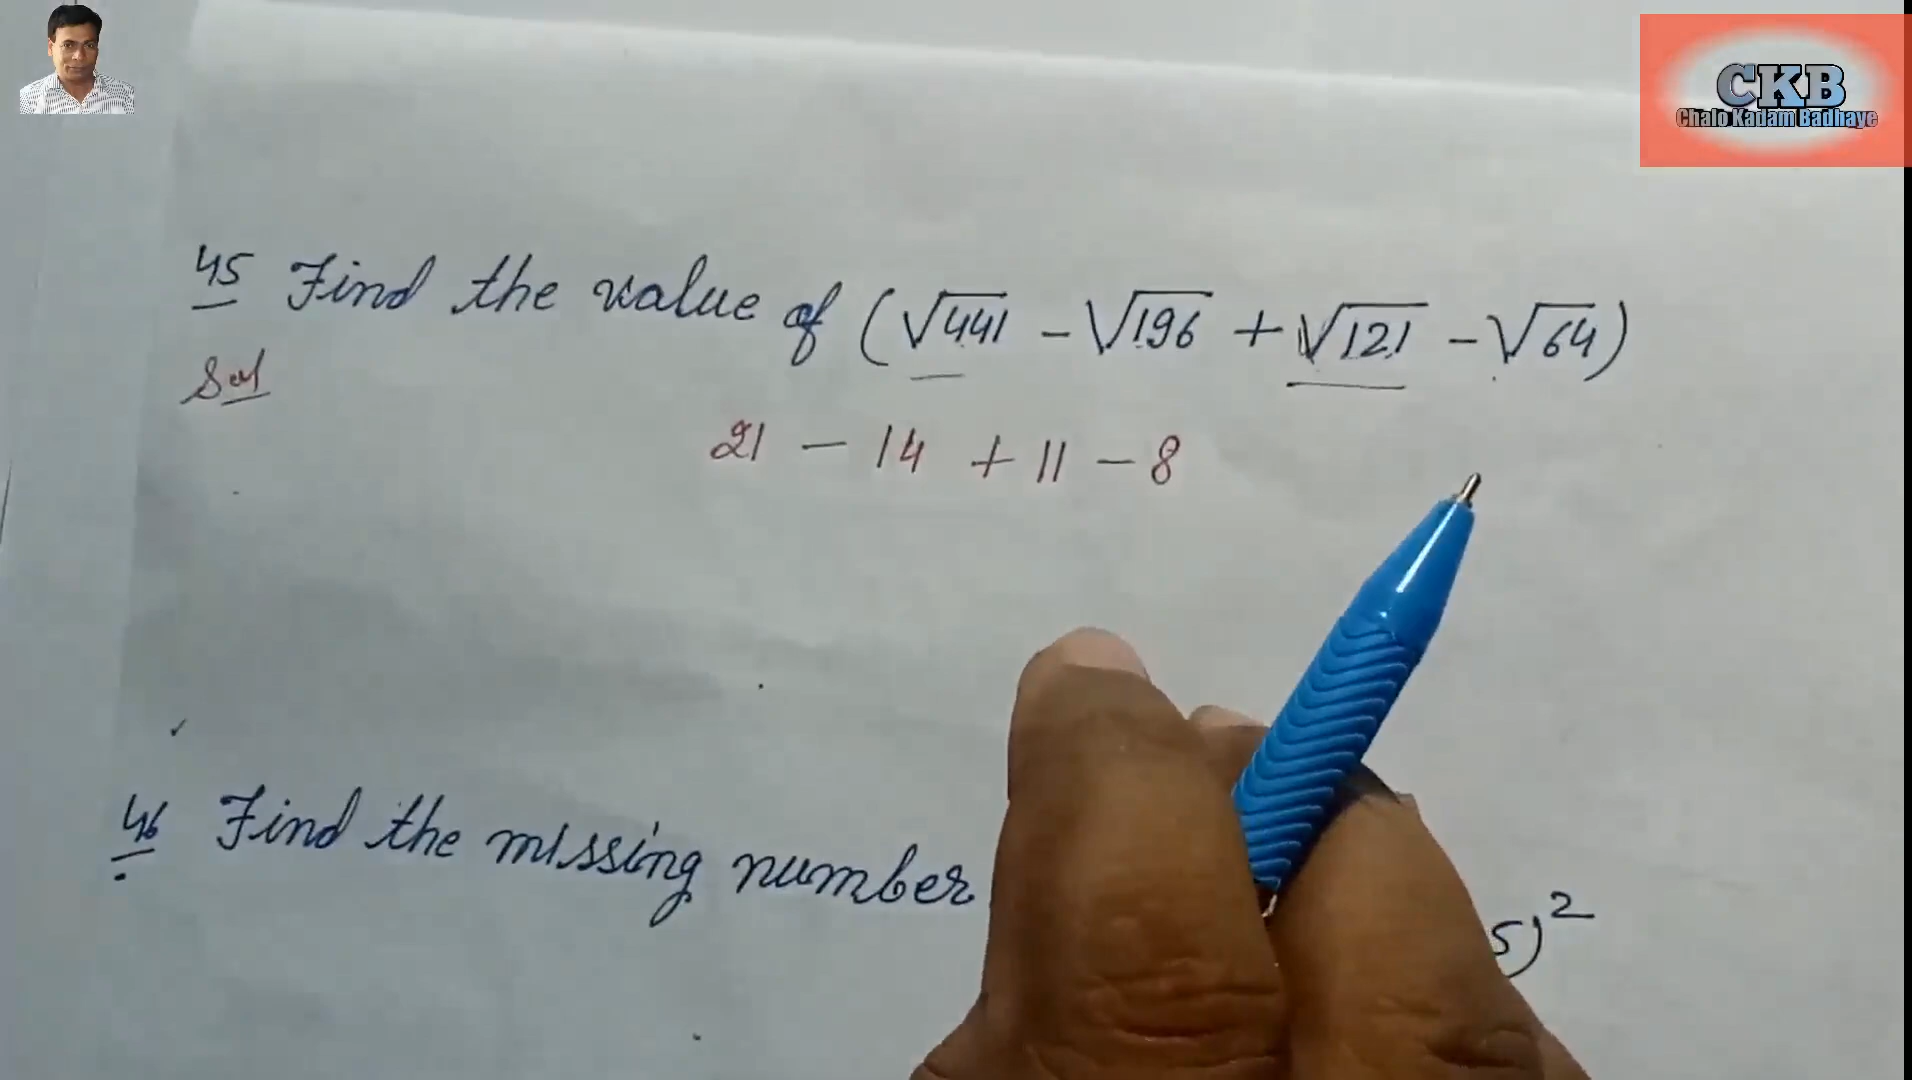 CKB
Chalo Kadam Badhaye
45 Find the value of (√441 - √196 + √121 - √64)
Sol
21 - 14 + 11 - 8
46 Find the missing number
5)²